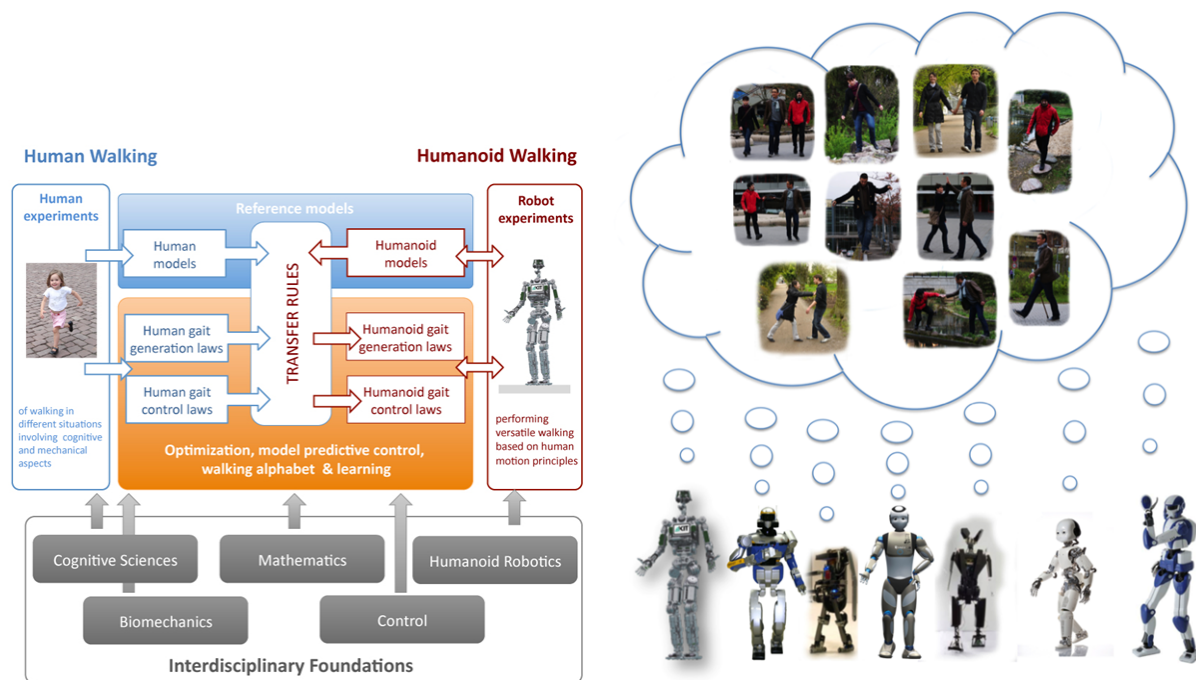 Human Walking
Humanoid Walking
Human
experiments
of walking in
different situations
involving cognitive
and mechanical
aspects
Reference models
Human
models
Humanoid
models
TRANSFER RULES
Human gait
generation laws
Humanoid gait
generation laws
Human gait
control laws
Humanoid gait
control laws
Optimization, model predictive control,
walking alphabet & learning
Robot
experiments
performing
versatile walking
based on human
motion principles
Cognitive Sciences
Mathematics
Humanoid Robotics
Biomechanics
Control
Interdisciplinary Foundations